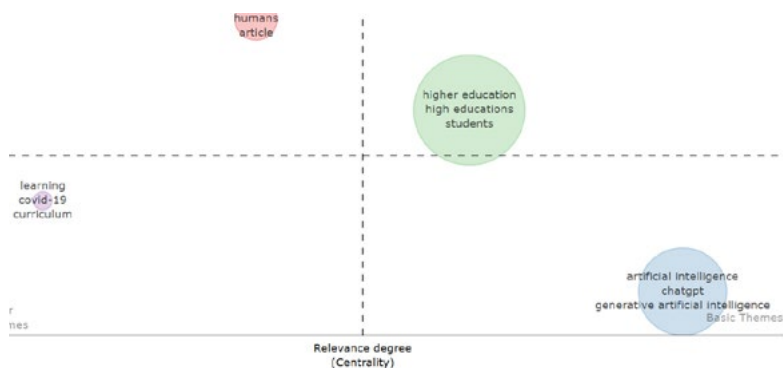 humans
article
higher education
high educations
students
learning
covid-19
curriculum
artificial intelligence
chatgpt
generative artificial intelligence
Basic Themes
Relevance degree
(Centrality)